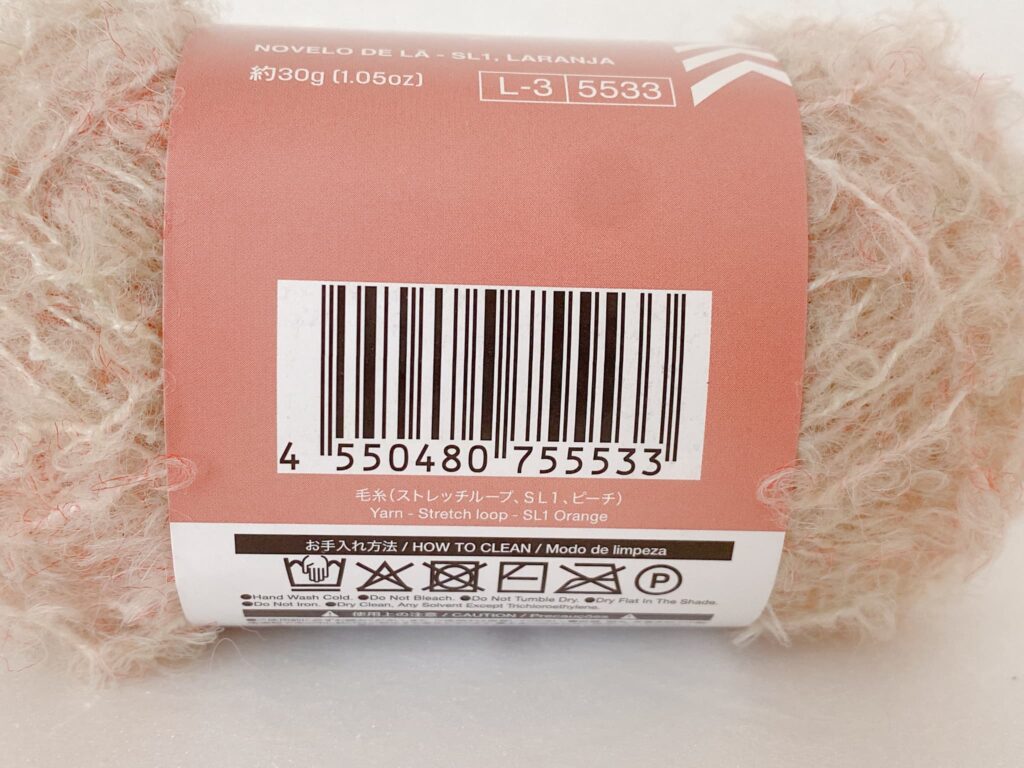 NOVELO DE LÃ - SL1, LARANJA
約30g (1.05oz)
L-3 5533
4 550480 755533
毛糸(ストレッチループ、SL1、ピーチ)
Yarn - Stretch loop - SL1 Orange
お手入れ方法 / HOW TO CLEAN / Modo de limpeza
P
●Hand Wash Cold. ●Do Not Bleach. ●Do Not Tumble Dry. ●Dry Flat In The Shade.
●Do Not Iron. ●Dry Clean, Any Solvent Except Trichloroethylene.
使用上の注意 / CAUTION / Precauções